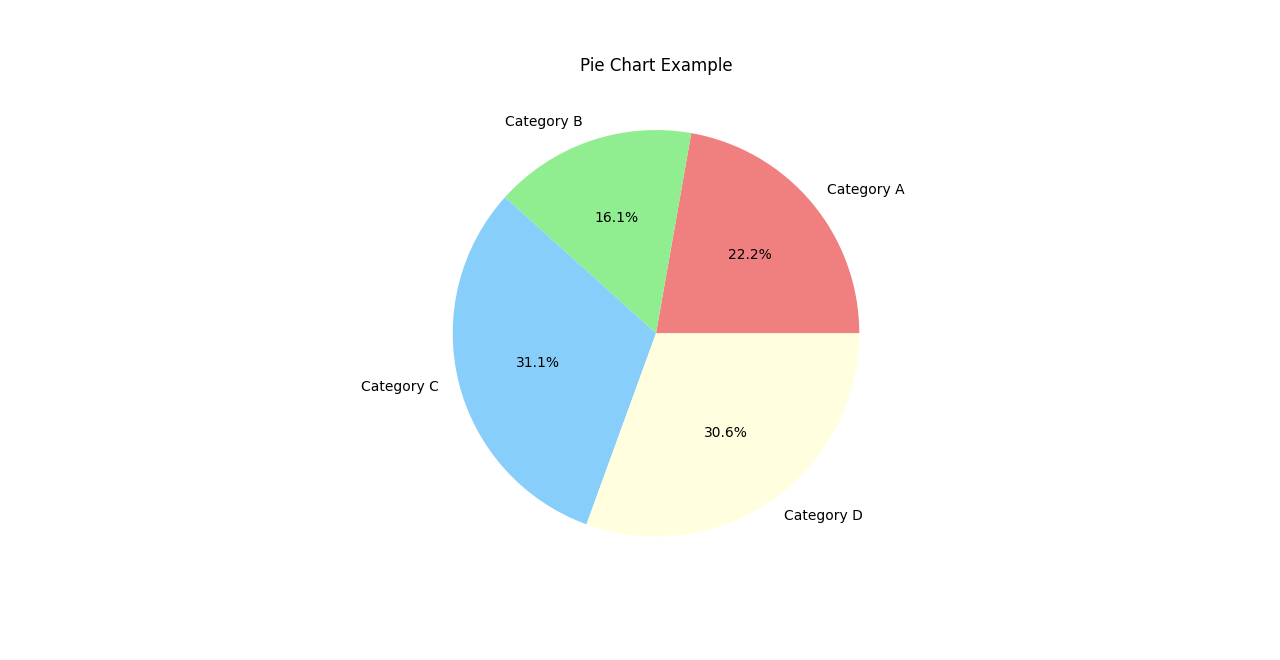 Pie Chart Example
Category B
Category A
16.1%
22.2%
31.1%
Category C
30.6%
Category D